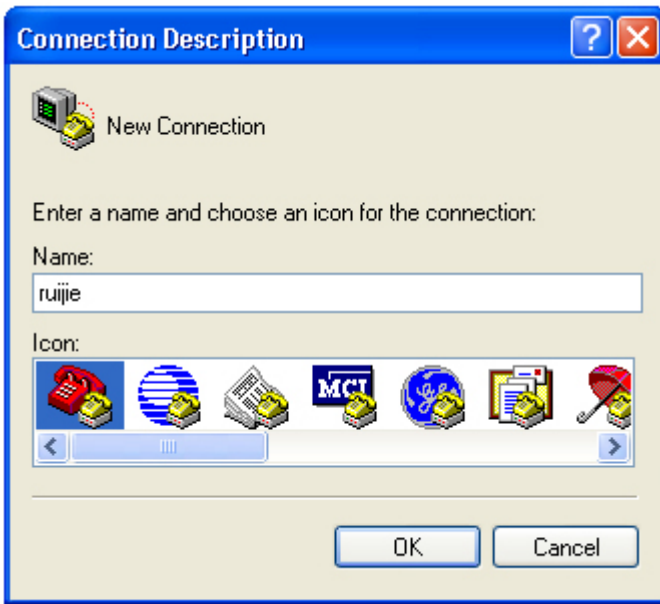 Connection Description
New Connection
Enter a name and choose an icon for the connection:
Name:
ruijie
Icon:
MCI
OK
Cancel